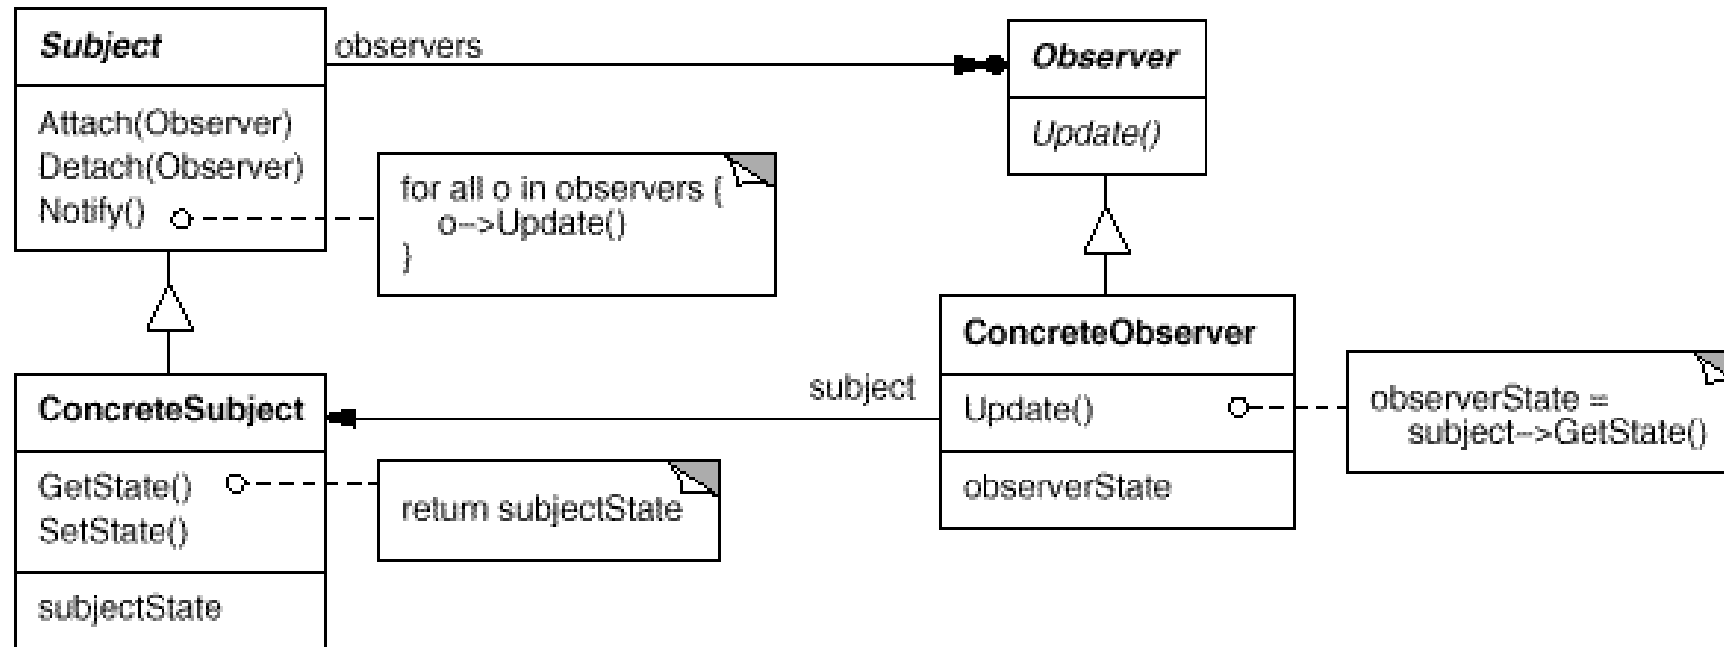 Subject
observers
Observer
Attach(Observer)
Detach(Observer)
Notify()
Update()
for all o in observers {
o->Update()
}
ConcreteSubject
GetState()
SetState()
subjectState
return subjectState
subject
ConcreteObserver
Update()
observerState
observerState =
subject->GetState()